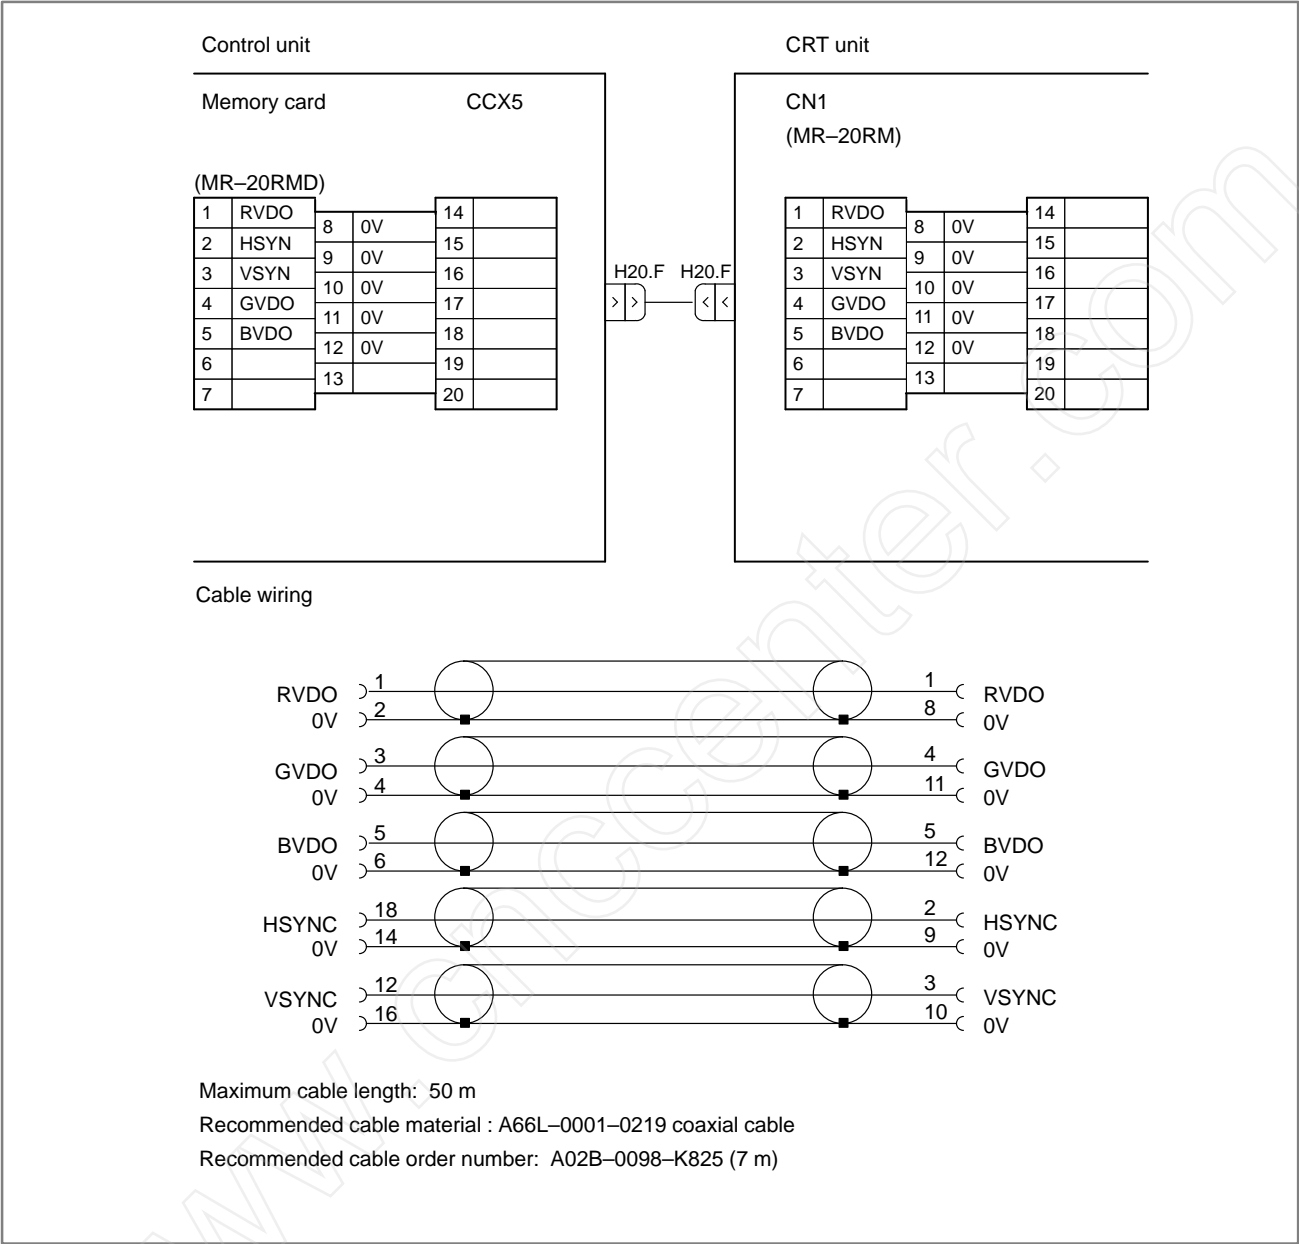 Control unit
CRT unit
Memory card CCX5
CN1
(MR–20RM)
(MR–20RMD)
1 RVDO
2 HSYN
3 VSYN
4 GVDO
5 BVDO
6
7
8 0V
9 0V
10 0V
11 0V
12 0V
13
14
15
16
17
18
19
20
H20.F H20.F
1 RVDO
2 HSYN
3 VSYN
4 GVDO
5 BVDO
6
7
8 0V
9 0V
10 0V
11 0V
12 0V
13
14
15
16
17
18
19
20
Cable wiring
RVDO 1 1 RVDO
0V 2 8 0V
GVDO 3 4 GVDO
0V 4 11 0V
BVDO 5 5 BVDO
0V 6 12 0V
HSYNC 18 2 HSYNC
0V 14 9 0V
VSYNC 12 3 VSYNC
0V 16 10 0V
Maximum cable length: 50 m
Recommended cable material : A66L–0001–0219 coaxial cable
Recommended cable order number: A02B–0098–K825 (7 m)
www.cnccenter.com